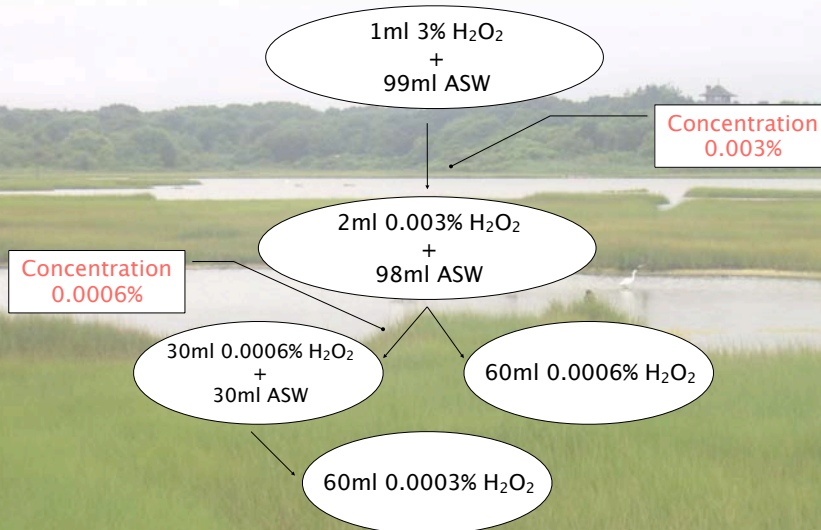 1ml 3% H₂O₂
+
99ml ASW
Concentration
0.003%
2ml 0.003% H₂O₂
+
98ml ASW
Concentration
0.0006%
30ml 0.0006% H₂O₂
+
30ml ASW
60ml 0.0006% H₂O₂
60ml 0.0003% H₂O₂